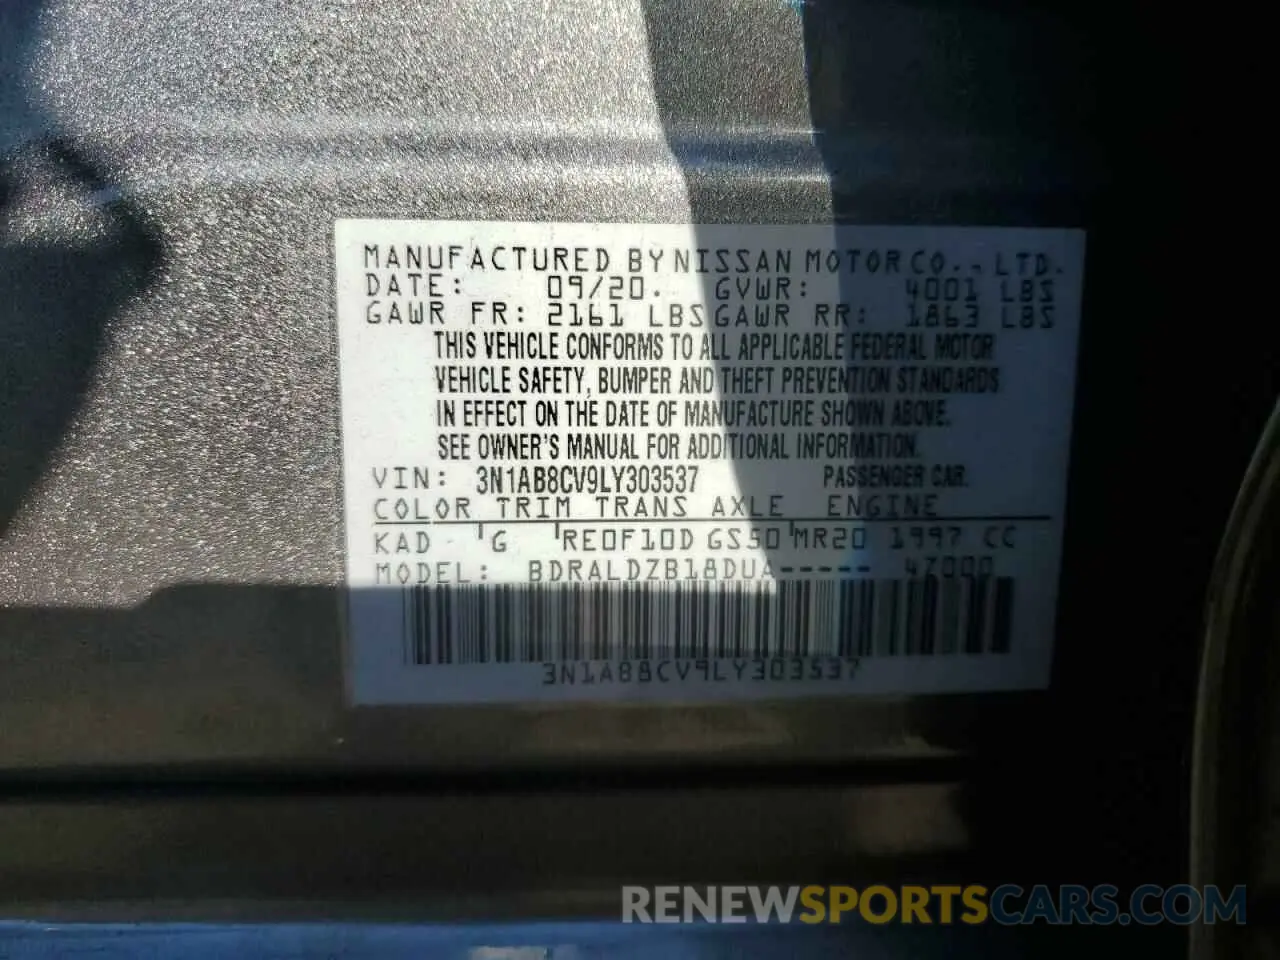 MANUFACTURED BY NISSAN MOTOR CO., LTD.
DATE: 09/20. GVWR: 4001 LBS
GAWR FR: 2161 LBS GAWR RR: 1863 LBS
THIS VEHICLE CONFORMS TO ALL APPLICABLE FEDERAL MOTOR
VEHICLE SAFETY, BUMPER AND THEFT PREVENTION STANDARDS
IN EFFECT ON THE DATE OF MANUFACTURE SHOWN ABOVE.
SEE OWNER'S MANUAL FOR ADDITIONAL INFORMATION.
VIN: 3N1AB8CV9LY303537 PASSENGER CAR.
COLOR TRIM TRANS AXLE ENGINE
KAD G RE0F10D GS50 MR20 1997 CC
MODEL: BDRALDZB18DUA----- 47000
3N1AB8CV9LY303537
RENEWSPORTSCARS.COM